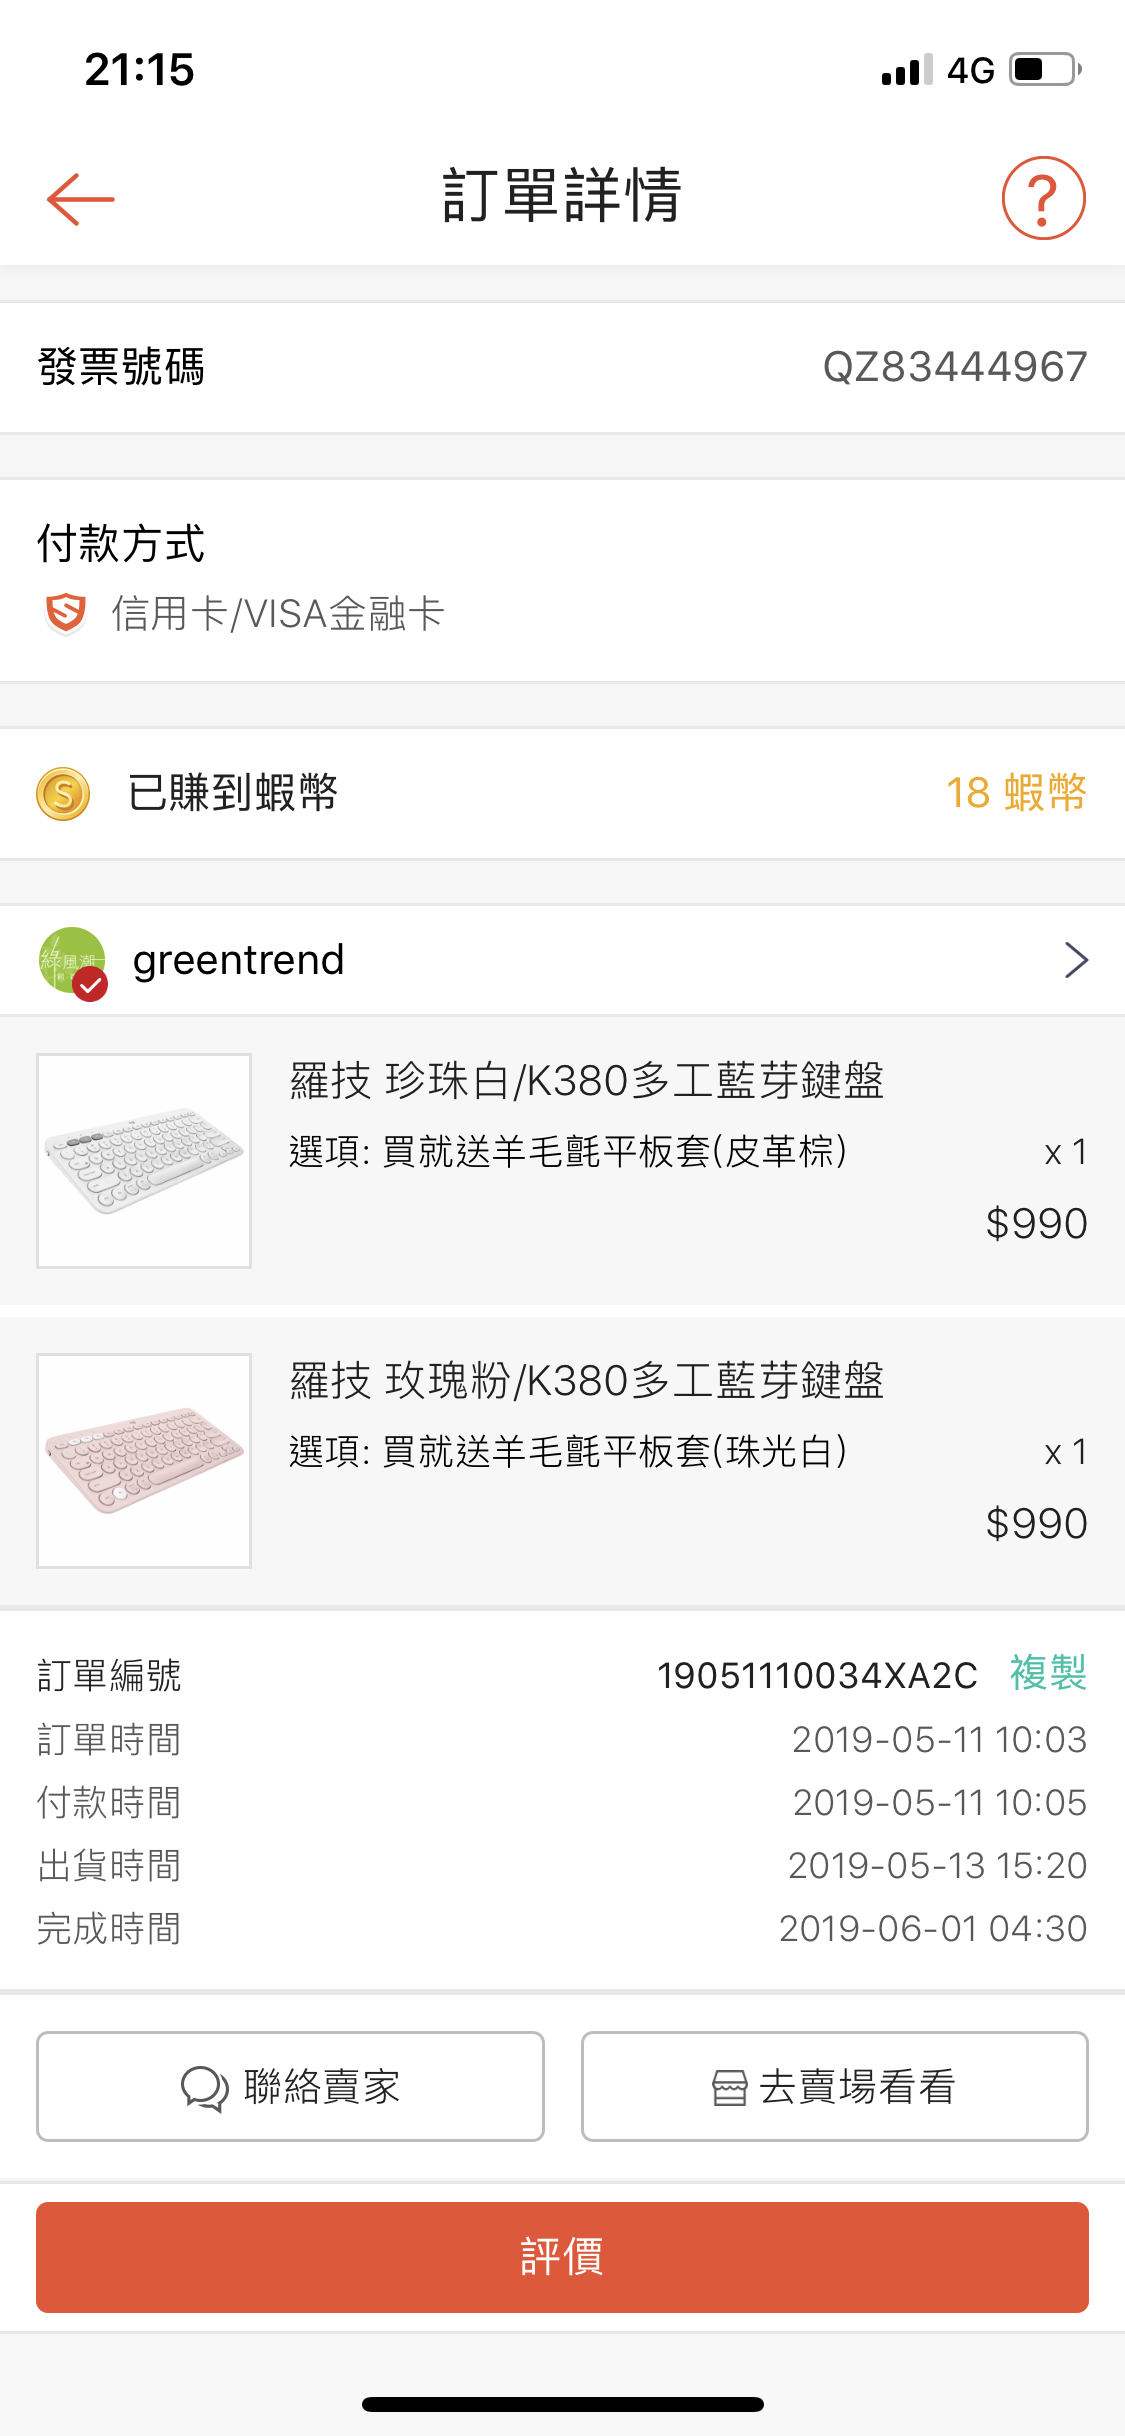 21:15
4G
訂單詳情
?
發票號碼 QZ83444967
付款方式
信用卡/VISA金融卡
已賺到蝦幣 18 蝦幣
綠風潮
greentrend
羅技 珍珠白/K380多工藍芽鍵盤
選項: 買就送羊毛氈平板套(皮革棕) x 1
$990
羅技 玫瑰粉/K380多工藍芽鍵盤
選項: 買就送羊毛氈平板套(珠光白) x 1
$990
訂單編號 19051110034XA2C 複製
訂單時間 2019-05-11 10:03
付款時間 2019-05-11 10:05
出貨時間 2019-05-13 15:20
完成時間 2019-06-01 04:30
聯絡賣家 去賣場看看
評價